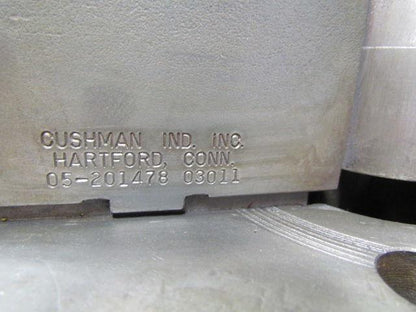 CUSHMAN IND. INC.
HARTFORD, CONN.
05-201478 03011